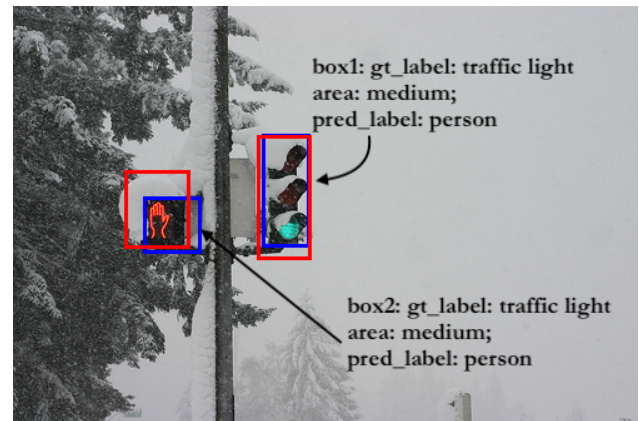 box1: gt_label: traffic light
area: medium;
pred_label: person
box2: gt_label: traffic light
area: medium;
pred_label: person